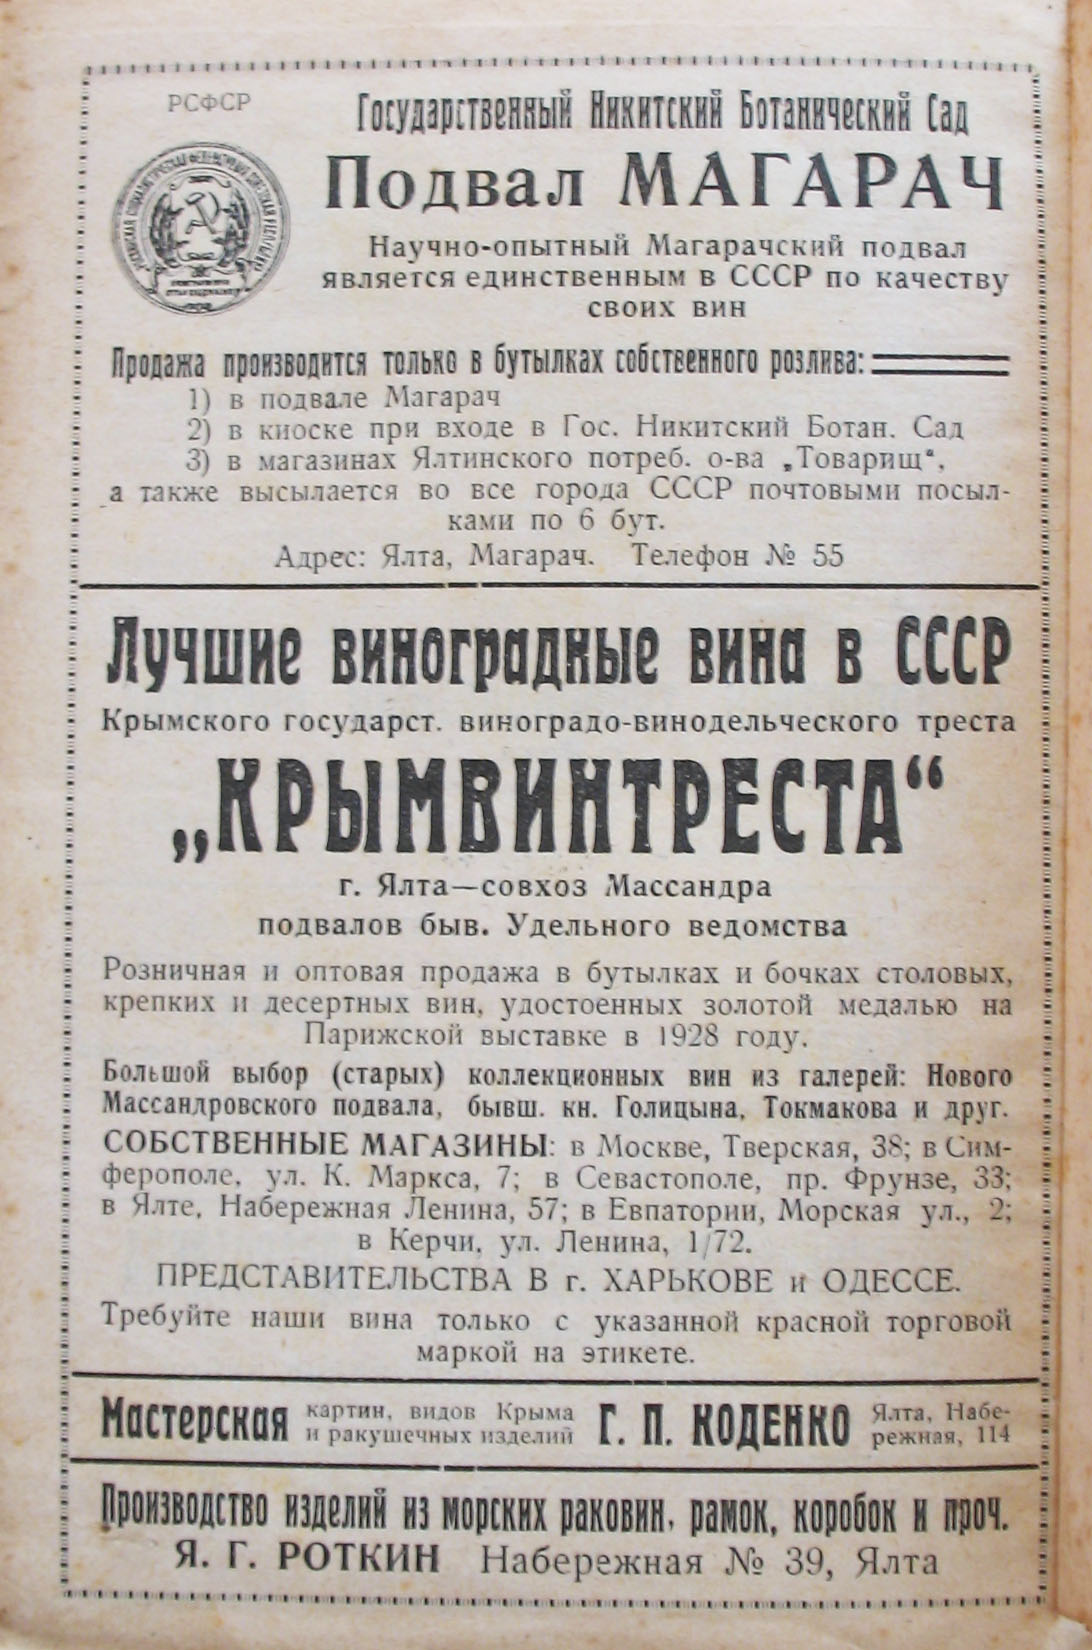 РСФСР
Государственный Никитский Ботанический Сад
Подвал МАГАРАЧ
Научно-опытный Магарачский подвал
является единственным в СССР по качеству
своих вин
Продажа производится только в бутылках собственного розлива:
1) в подвале Магарач
2) в киоске при входе в Гос. Никитский Ботан. Сад
3) в магазинах Ялтинского потреб. о-ва „Товарищ“,
а также высылается во все города СССР почтовыми посыл-
ками по 6 бут.
Адрес: Ялта, Магарач. Телефон № 55
Лучшие виноградные вина в СССР
Крымского государст. виноградо-винодельческого треста
„КРЫМВИНТРЕСТА“
г. Ялта—совхоз Массандра
подвалов быв. Удельного ведомства
Розничная и оптовая продажа в бутылках и бочках столовых,
крепких и десертных вин, удостоенных золотой медалью на
Парижской выставке в 1928 году.
Большой выбор (старых) коллекционных вин из галерей: Нового
Массандровского подвала, бывш. кн. Голицына, Токмакова и друг.
СОБСТВЕННЫЕ МАГАЗИНЫ: в Москве, Тверская, 38; в Сим-
ферополе, ул. К. Маркса, 7; в Севастополе, пр. Фрунзе, 33;
в Ялте, Набережная Ленина, 57; в Евпатории, Морская ул., 2;
в Керчи, ул. Ленина, 1/72.
ПРЕДСТАВИТЕЛЬСТВА В г. ХАРЬКОВЕ и ОДЕССЕ.
Требуйте наши вина только с указанной красной торговой
маркой на этикете.
Мастерская картин, видов Крыма и ракушечных изделий Г. П. КОДЕНКО Ялта, Набе-
режная, 114
Производство изделий из морских раковин, рамок, коробок и проч.
Я. Г. РОТКИН Набережная № 39, Ялта